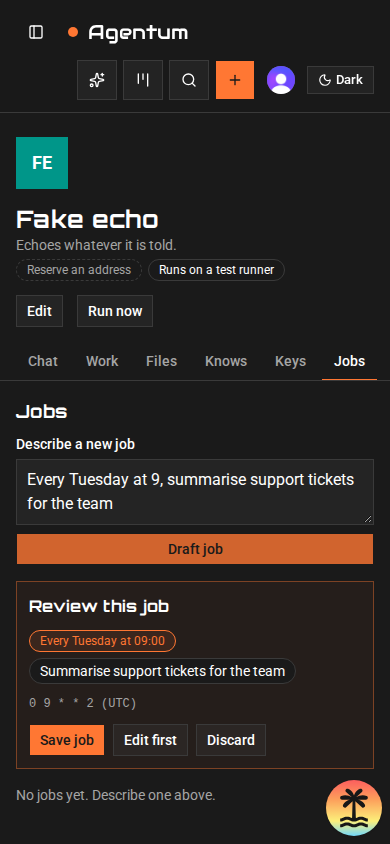 Agentum
Dark
FE
Fake echo
Echoes whatever it is told.
Reserve an address
Runs on a test runner
Edit
Run now
Chat
Work
Files
Knows
Keys
Jobs
Jobs
Describe a new job
Every Tuesday at 9, summarise support tickets
for the team
Draft job
Review this job
Every Tuesday at 09:00
Summarise support tickets for the team
0 9 * * 2 (UTC)
Save job
Edit first
Discard
No jobs yet. Describe one above.